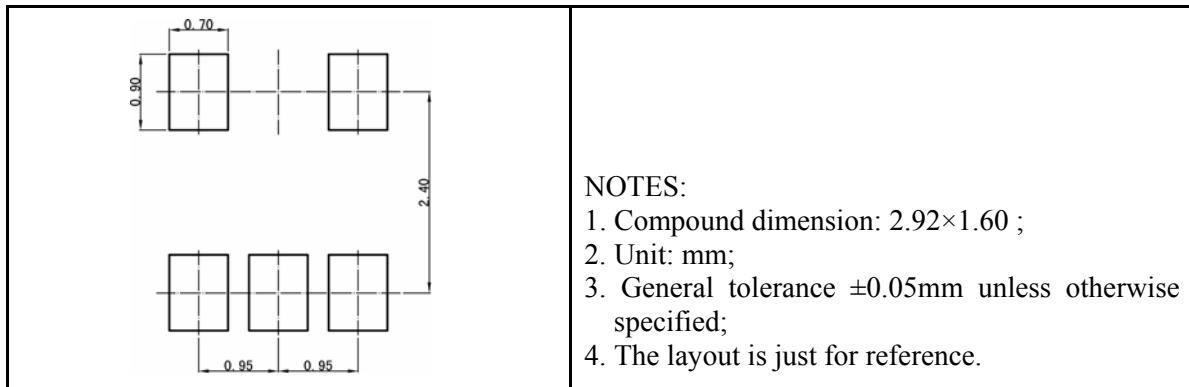 0.70
0.90
2.40
0.95 0.95
NOTES:
1. Compound dimension: 2.92×1.60 ;
2. Unit: mm;
3. General tolerance ±0.05mm unless otherwise
specified;
4. The layout is just for reference.